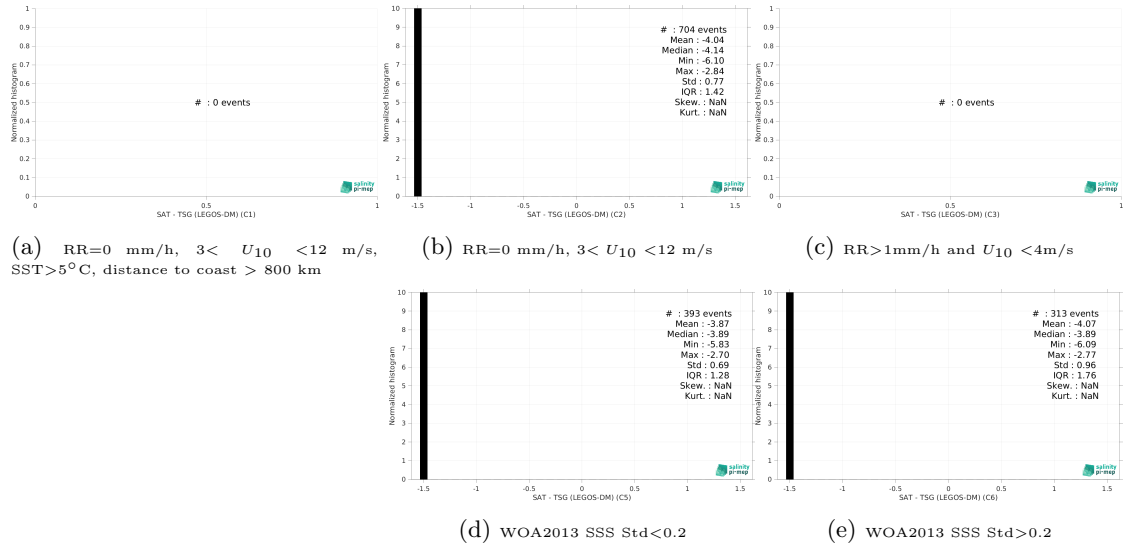 1
0.9
0.8
0.7
0.6
0.5
0.4
0.3
0.2
0.1
0
Normalized histogram
# : 0 events
salinity
pi-mep
0 0.5 1
SAT - TSG (LEGOS-DM) (C1)
(a) RR=0 mm/h, 3< U10 <12 m/s,
SST>5°C, distance to coast > 800 km
10
9
8
7
6
5
4
3
2
1
0
Normalized histogram
# : 704 events
Mean : -4.04
Median : -4.14
Min : -6.10
Max : -2.84
Std : 0.77
IQR : 1.42
Skew. : NaN
Kurt. : NaN
salinity
pi-mep
-1.5 -1 -0.5 0 0.5 1 1.5
SAT - TSG (LEGOS-DM) (C2)
(b) RR=0 mm/h, 3< U10 <12 m/s
1
0.9
0.8
0.7
0.6
0.5
0.4
0.3
0.2
0.1
0
Normalized histogram
# : 0 events
salinity
pi-mep
0 0.5 1
SAT - TSG (LEGOS-DM) (C3)
(c) RR>1mm/h and U10 <4m/s
10
9
8
7
6
5
4
3
2
1
0
Normalized histogram
# : 393 events
Mean : -3.87
Median : -3.89
Min : -5.83
Max : -2.70
Std : 0.69
IQR : 1.28
Skew. : NaN
Kurt. : NaN
salinity
pi-mep
-1.5 -1 -0.5 0 0.5 1 1.5
SAT - TSG (LEGOS-DM) (C5)
(d) WOA2013 SSS Std<0.2
10
9
8
7
6
5
4
3
2
1
0
Normalized histogram
# : 313 events
Mean : -4.07
Median : -3.89
Min : -6.09
Max : -2.77
Std : 0.96
IQR : 1.76
Skew. : NaN
Kurt. : NaN
salinity
pi-mep
-1.5 -1 -0.5 0 0.5 1 1.5
SAT - TSG (LEGOS-DM) (C6)
(e) WOA2013 SSS Std>0.2